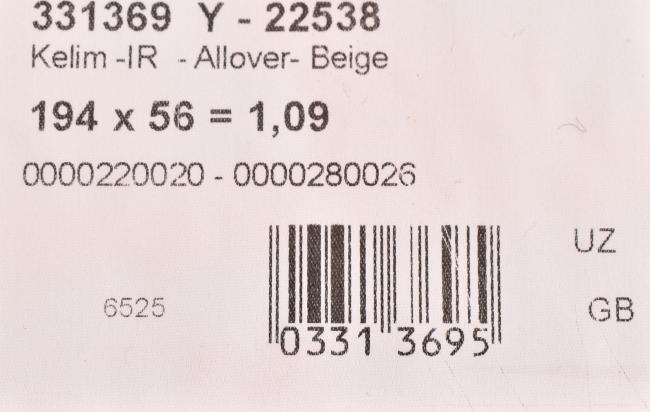 331369 Y - 22538
Kelim -IR - Allover- Beige
194 x 56 = 1,09
0000220020 - 0000280026
UZ
6525
GB
0331 3695